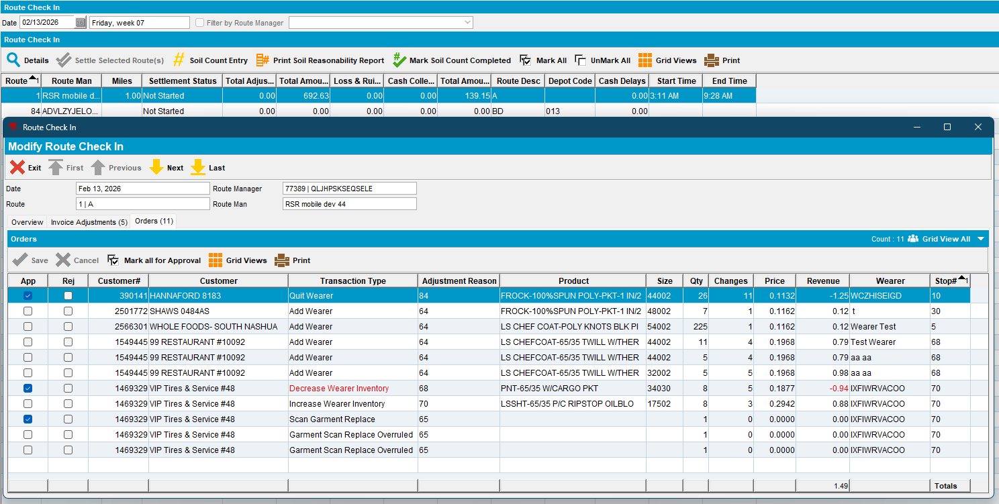 Route Check In
Date 02/13/2026 16 Friday, week 07 Filter by Route Manager
Route Check In
Details Settle Selected Route(s) Soil Count Entry Print Soil Reasonability Report Mark Soil Count Completed Mark All UnMark All Grid Views Print
Route 1 Route Man Miles Settlement Status Total Adjus... Total Amou... Loss & Rui... Cash Colle... Total Amou... Route Desc Depot Code Cash Delays Start Time End Time
1 RSR mobile d... 1.00 Not Started 0.00 692.63 0.00 0.00 139.15 A 0.00 3:11 AM 9:28 AM
84 ADVLZYJELO... Not Started 0.00 0.00 0.00 0.00 0.00 BD 013 0.00
Route Check In
Modify Route Check In
Exit First Previous Next Last
Date Feb 13, 2026 Route Manager 77389 | QLJHPSKSEQSELE
Route 1 | A Route Man RSR mobile dev 44
Overview Invoice Adjustments (5) Orders (11)
Orders Count : 11 Grid View All
Save Cancel Mark all for Approval Grid Views Print
App Rej Customer# Customer Transaction Type Adjustment Reason Product Size Qty Changes Price Revenue Wearer Stop# 1
390141 HANNAFORD 8183 Quit Wearer 84 FROCK-100%SPUN POLY-PKT-1 IN/2 44002 26 11 0.1132 -1.25 WCZHISEIGD 10
2501772 SHAWS 0484AS Add Wearer 64 FROCK-100%SPUN POLY-PKT-1 IN/2 48002 7 1 0.1162 0.12 t 30
2566301 WHOLE FOODS- SOUTH NASHUA Add Wearer 64 LS CHEF COAT-POLY KNOTS BLK PI 54002 225 1 0.1162 0.12 Wearer Test 5
1549445 99 RESTAURANT #10092 Add Wearer 64 LS CHEFCOAT-65/35 TWILL W/THER 44002 11 4 0.1968 0.79 Test Wearer 68
1549445 99 RESTAURANT #10092 Add Wearer 64 LS CHEFCOAT-65/35 TWILL W/THER 44002 5 4 0.1968 0.79 aa aa 68
1549445 99 RESTAURANT #10092 Add Wearer 64 LS CHEFCOAT-65/35 TWILL W/THER 32002 5 5 0.1968 0.98 aa aa 68
1469329 VIP Tires & Service #48 Decrease Wearer Inventory 68 PNT-65/35 W/CARGO PKT 34030 8 5 0.1877 -0.94 IXFIWRVACOO 70
1469329 VIP Tires & Service #48 Increase Wearer Inventory 70 LSSHT-65/35 P/C RIPSTOP OILBLO 17502 8 3 0.2942 0.88 IXFIWRVACOO 70
1469329 VIP Tires & Service #48 Scan Garment Replace 65 1 0 0.0000 0.00 IXFIWRVACOO 70
1469329 VIP Tires & Service #48 Garment Scan Replace Overruled 65 1 0 0.0000 0.00 IXFIWRVACOO 70
1469329 VIP Tires & Service #48 Garment Scan Replace Overruled 65 1 0 0.0000 0.00 IXFIWRVACOO 70
1.49 Totals